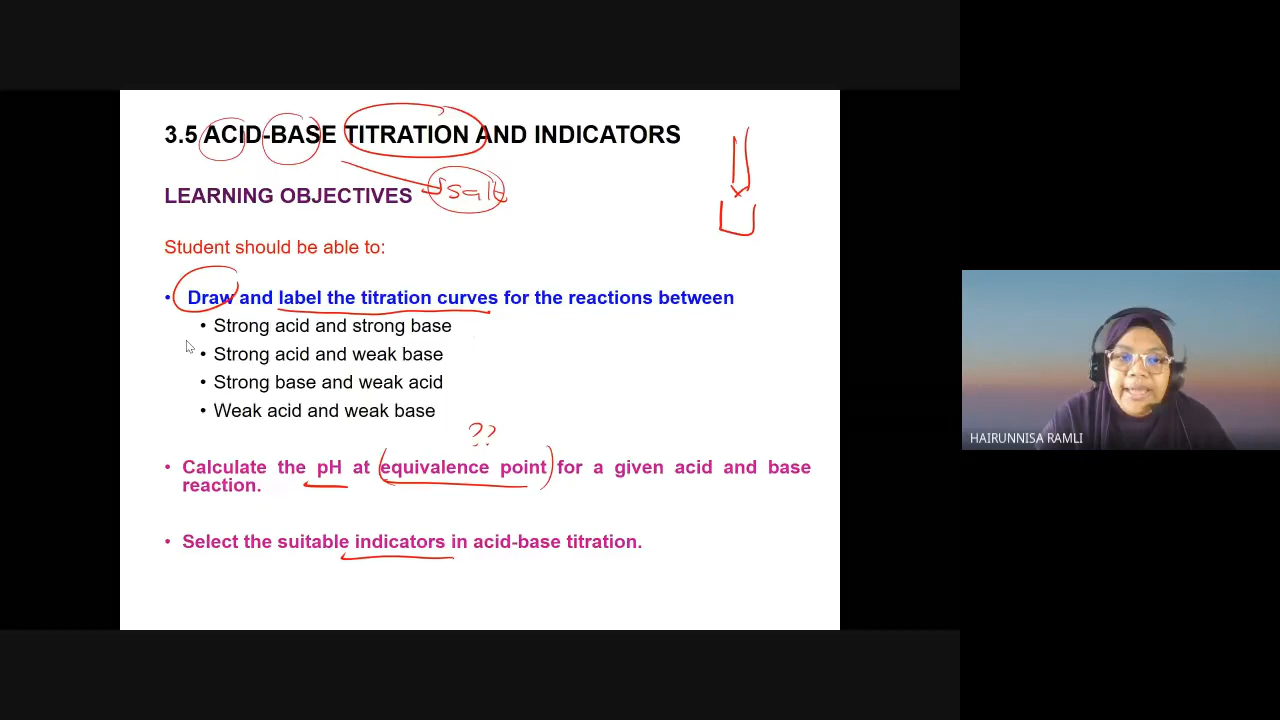 3.5 ACID-BASE TITRATION AND INDICATORS
LEARNING OBJECTIVES
salt
Student should be able to:
• Draw and label the titration curves for the reactions between
• Strong acid and strong base
• Strong acid and weak base
• Strong base and weak acid
• Weak acid and weak base
??
• Calculate the pH at equivalence point for a given acid and base
reaction.
• Select the suitable indicators in acid-base titration.
HAIRUNNISA RAMLI